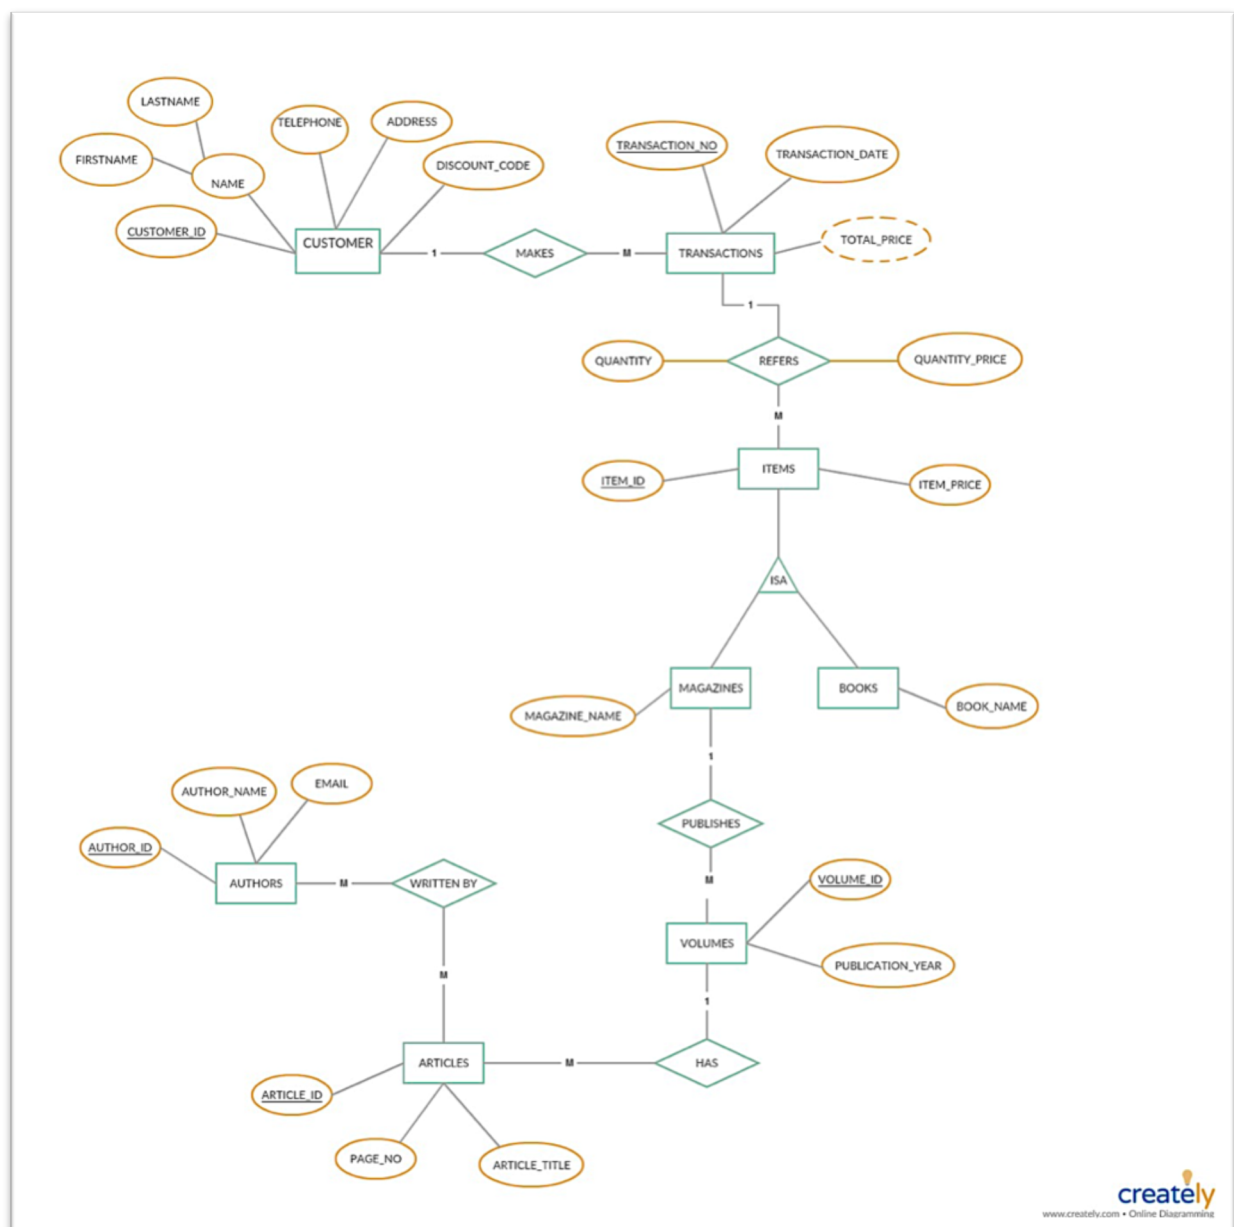 LASTNAME
FIRSTNAME
NAME
TELEPHONE
ADDRESS
DISCOUNT_CODE
CUSTOMER_ID
CUSTOMER
1
MAKES
M
TRANSACTION_NO
TRANSACTION_DATE
TRANSACTIONS
TOTAL_PRICE
1
QUANTITY
REFERS
QUANTITY_PRICE
M
ITEM_ID
ITEMS
ITEM_PRICE
ISA
MAGAZINES
BOOKS
MAGAZINE_NAME
BOOK_NAME
1
PUBLISHES
M
AUTHOR_NAME
EMAIL
AUTHOR_ID
AUTHORS
M
WRITTEN BY
VOLUME_ID
VOLUMES
PUBLICATION_YEAR
M
1
ARTICLES
M
HAS
ARTICLE_ID
PAGE_NO
ARTICLE_TITLE
creately
www.creately.com • Online Diagramming